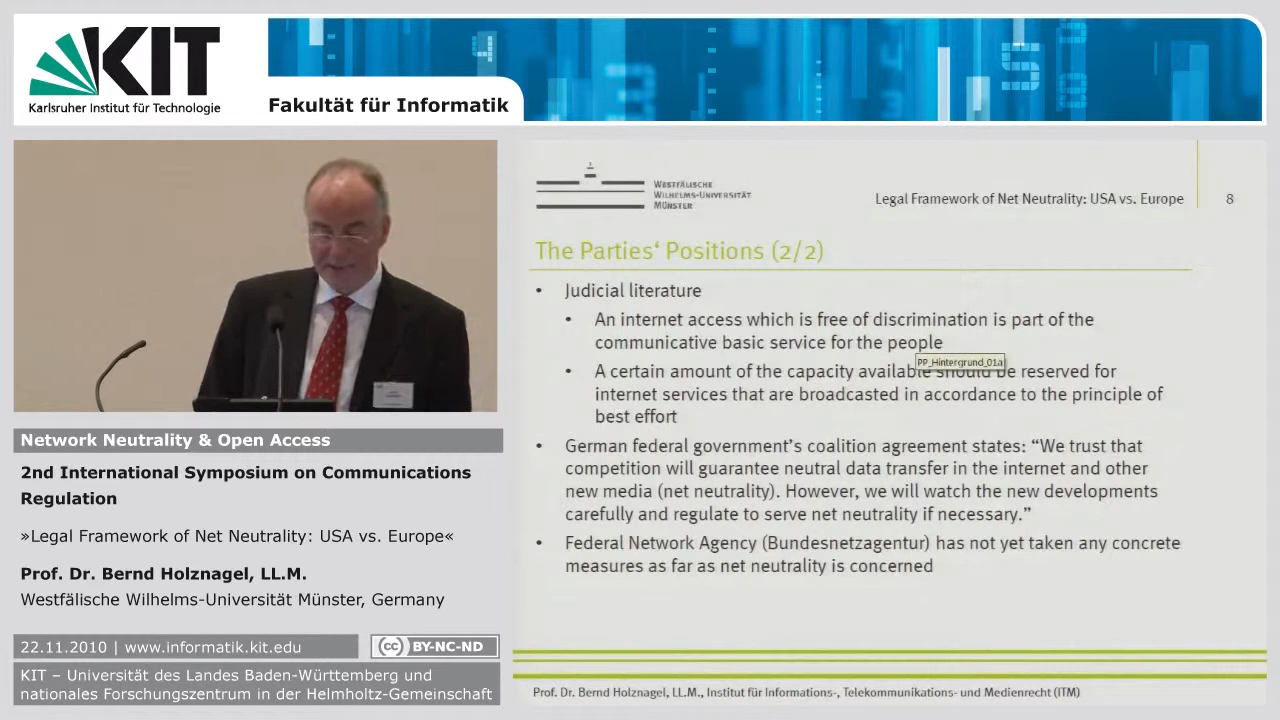 KIT
Karlsruher Institut für Technologie
Fakultät für Informatik
WESTFÄLISCHE
WILHELMS-UNIVERSITÄT
MÜNSTER
Legal Framework of Net Neutrality: USA vs. Europe
8
The Parties‘ Positions (2/2)
• Judicial literature
• An internet access which is free of discrimination is part of the
communicative basic service for the people
PP_Hintergrund_01a
• A certain amount of the capacity available should be reserved for
internet services that are broadcasted in accordance to the principle of
best effort
• German federal government’s coalition agreement states: “We trust that
competition will guarantee neutral data transfer in the internet and other
new media (net neutrality). However, we will watch the new developments
carefully and regulate to serve net neutrality if necessary.”
• Federal Network Agency (Bundesnetzagentur) has not yet taken any concrete
measures as far as net neutrality is concerned
Prof. Dr. Bernd Holznagel, LL.M., Institut für Informations-, Telekommunikations- und Medienrecht (ITM)
Network Neutrality & Open Access
2nd International Symposium on Communications
Regulation
»Legal Framework of Net Neutrality: USA vs. Europe«
Prof. Dr. Bernd Holznagel, LL.M.
Westfälische Wilhelms-Universität Münster, Germany
22.11.2010 | www.informatik.kit.edu
cc BY-NC-ND
KIT – Universität des Landes Baden-Württemberg und
nationales Forschungszentrum in der Helmholtz-Gemeinschaft